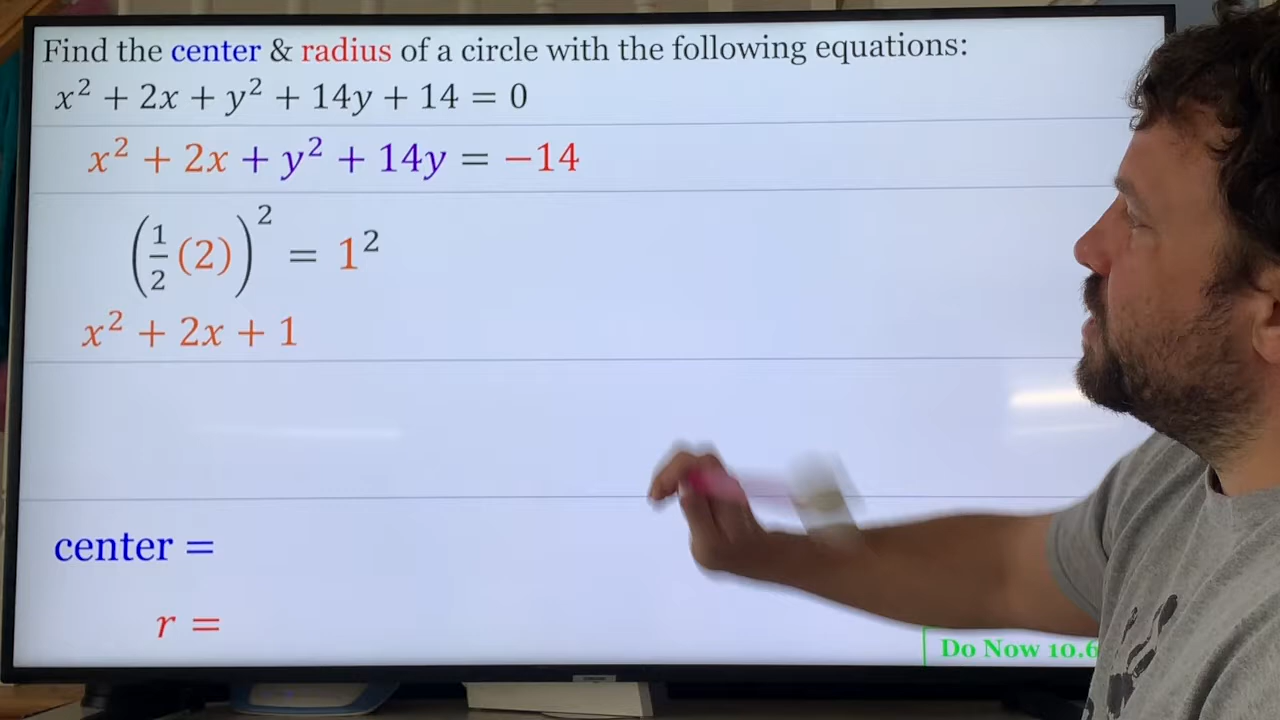 Find the center & radius of a circle with the following equations:
x² + 2x + y² + 14y + 14 = 0
x² + 2x + y² + 14y = −14
(1/2 (2))² = 1²
x² + 2x + 1
center =
r =
Do Now 10.6